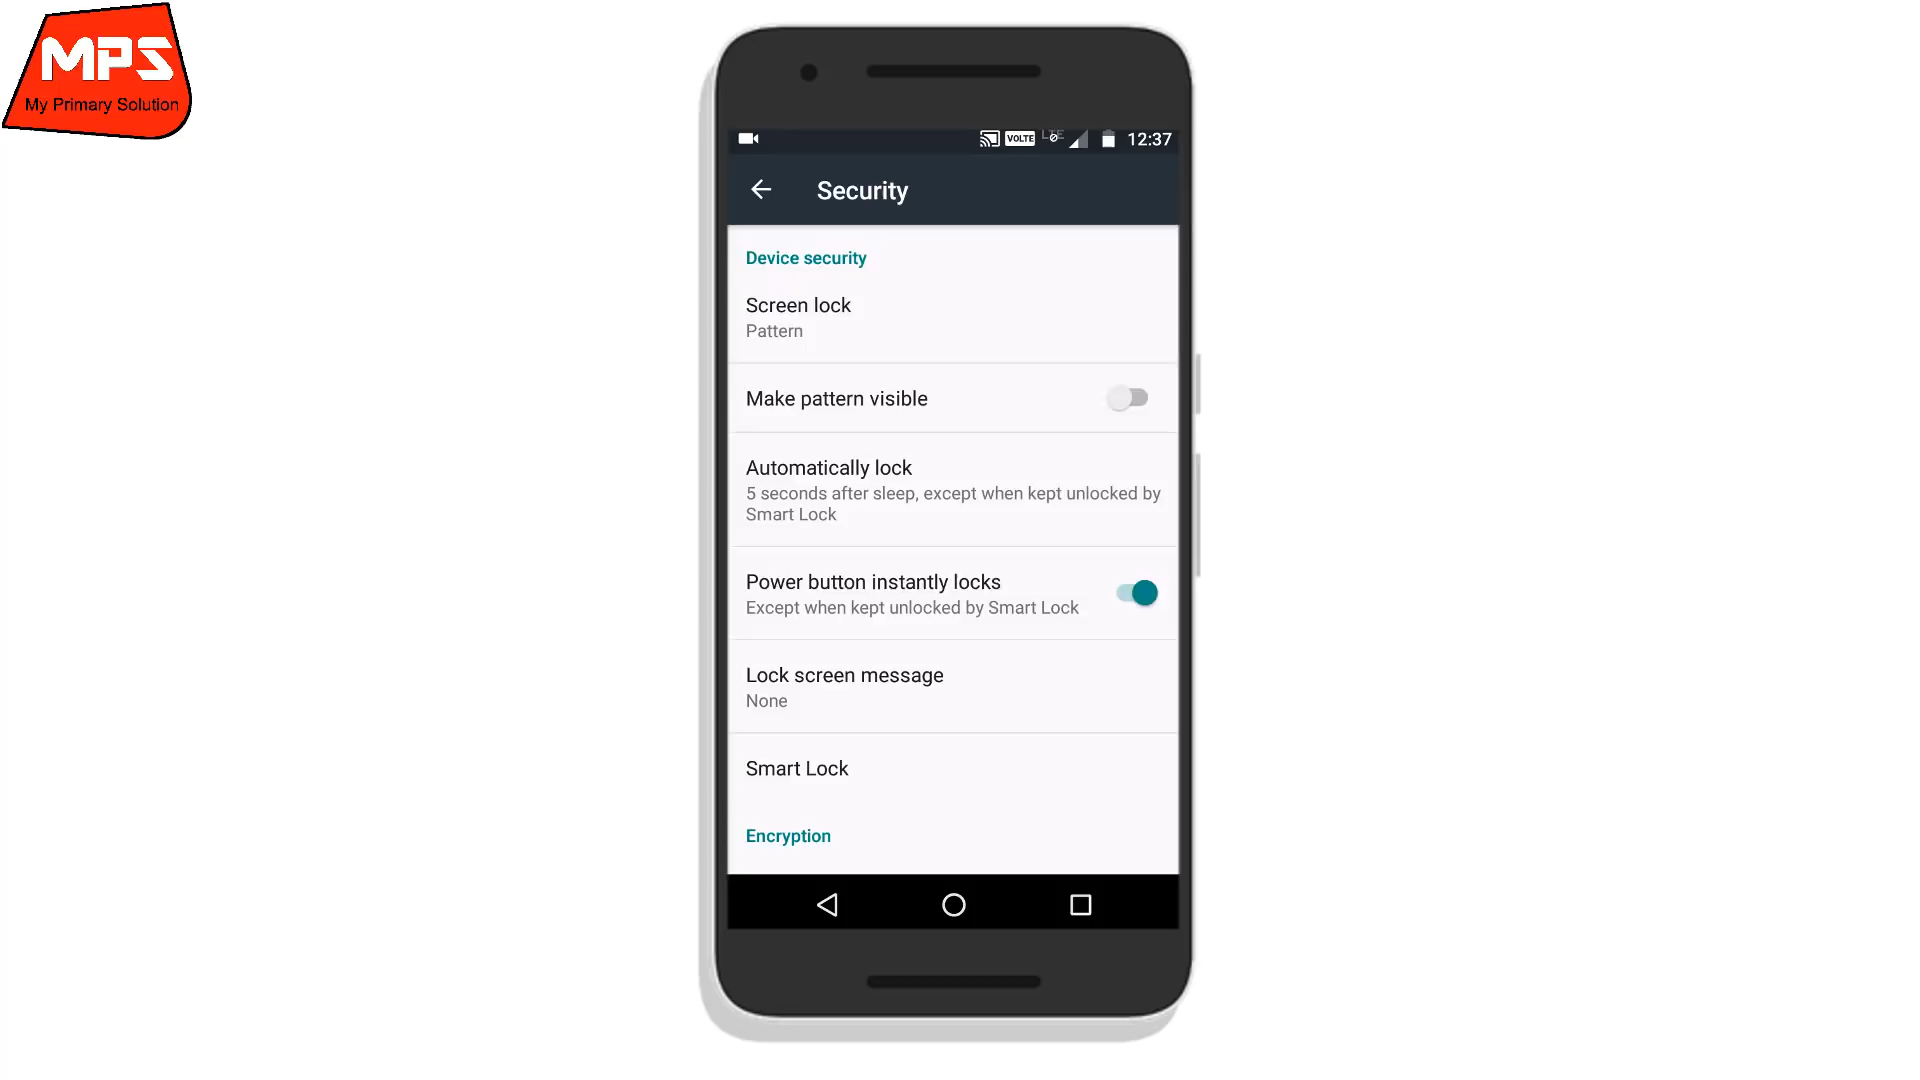 MPS
My Primary Solution
VOLTE LTE 12:37
Security
Device security
Screen lock
Pattern
Make pattern visible
Automatically lock
5 seconds after sleep, except when kept unlocked by
Smart Lock
Power button instantly locks
Except when kept unlocked by Smart Lock
Lock screen message
None
Smart Lock
Encryption